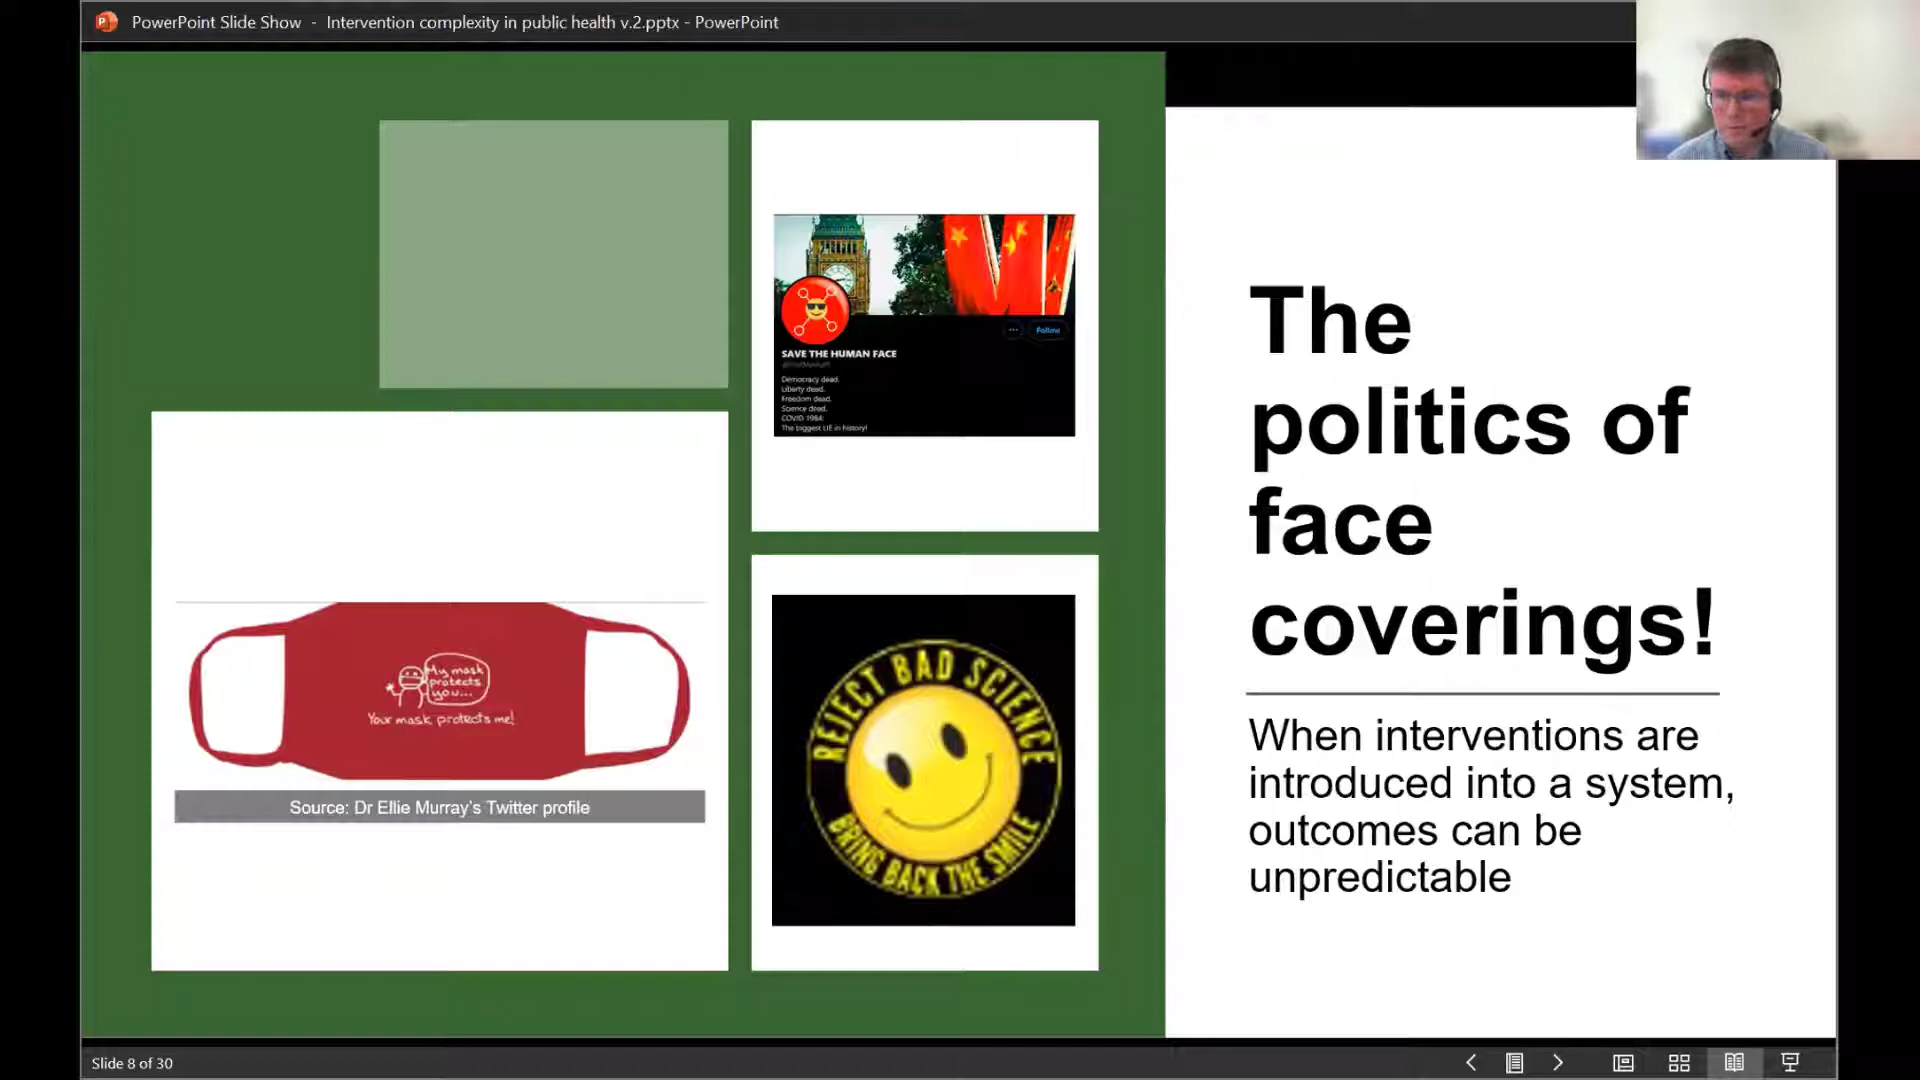 PowerPoint Slide Show - Intervention complexity in public health v.2.pptx - PowerPoint
Follow
SAVE THE HUMAN FACE
Democracy dead.
Liberty dead.
Freedom dead.
Science dead.
COVID 1984:
The biggest LIE in history!
My mask
protects
you...
Your mask protects me!
Source: Dr Ellie Murray's Twitter profile
REJECT BAD SCIENCE
BRING BACK THE SMILE
The
politics of
face
coverings!
When interventions are
introduced into a system,
outcomes can be
unpredictable
Slide 8 of 30